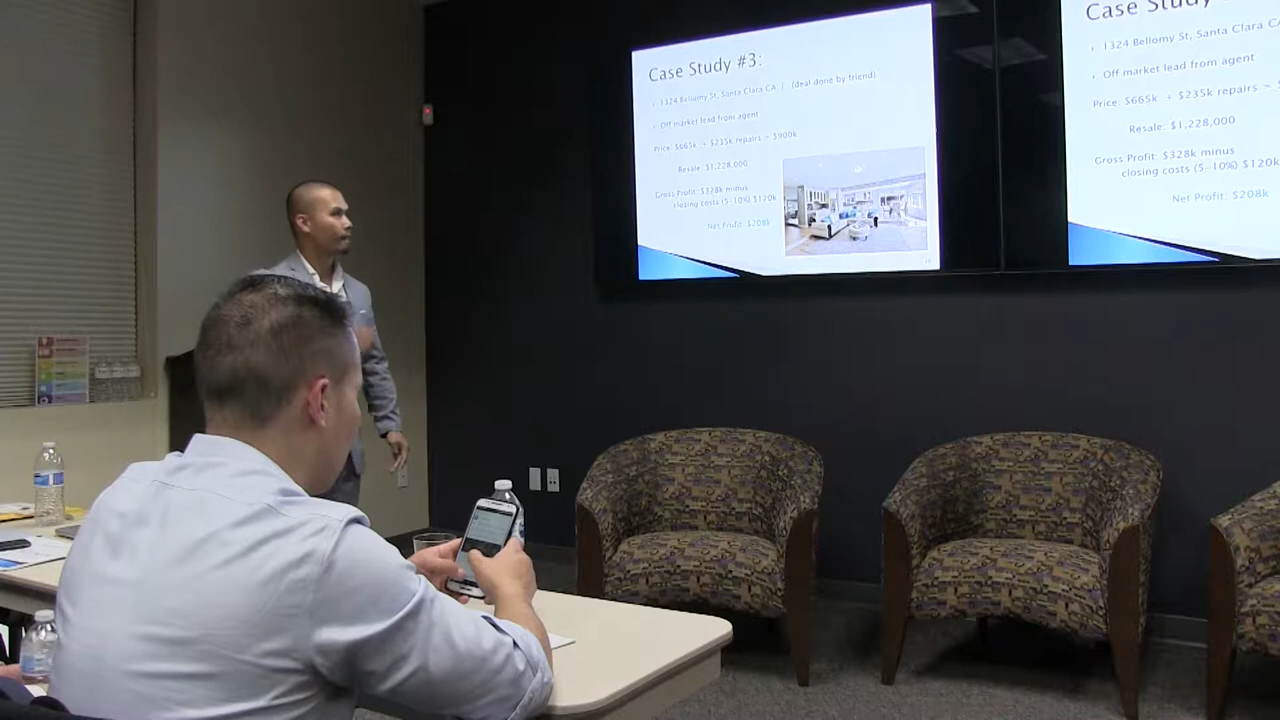 Case Study #3:
1324 Bellomy St, Santa Clara CA | (deal done by friend)
Off market lead from agent
Price: $665k + $235k repairs ~ $900k
Resale: $1,228,000
Gross Profit: $328k minus
closing costs (5-10%) $120k
Net Profit: $208k
Case Study
1324 Bellomy St, Santa Clara CA
Off market lead from agent
Price: $665k + $235k repairs ~
Resale: $1,228,000
Gross Profit: $328k minus
closing costs (5-10%) $120k
Net Profit: $208k